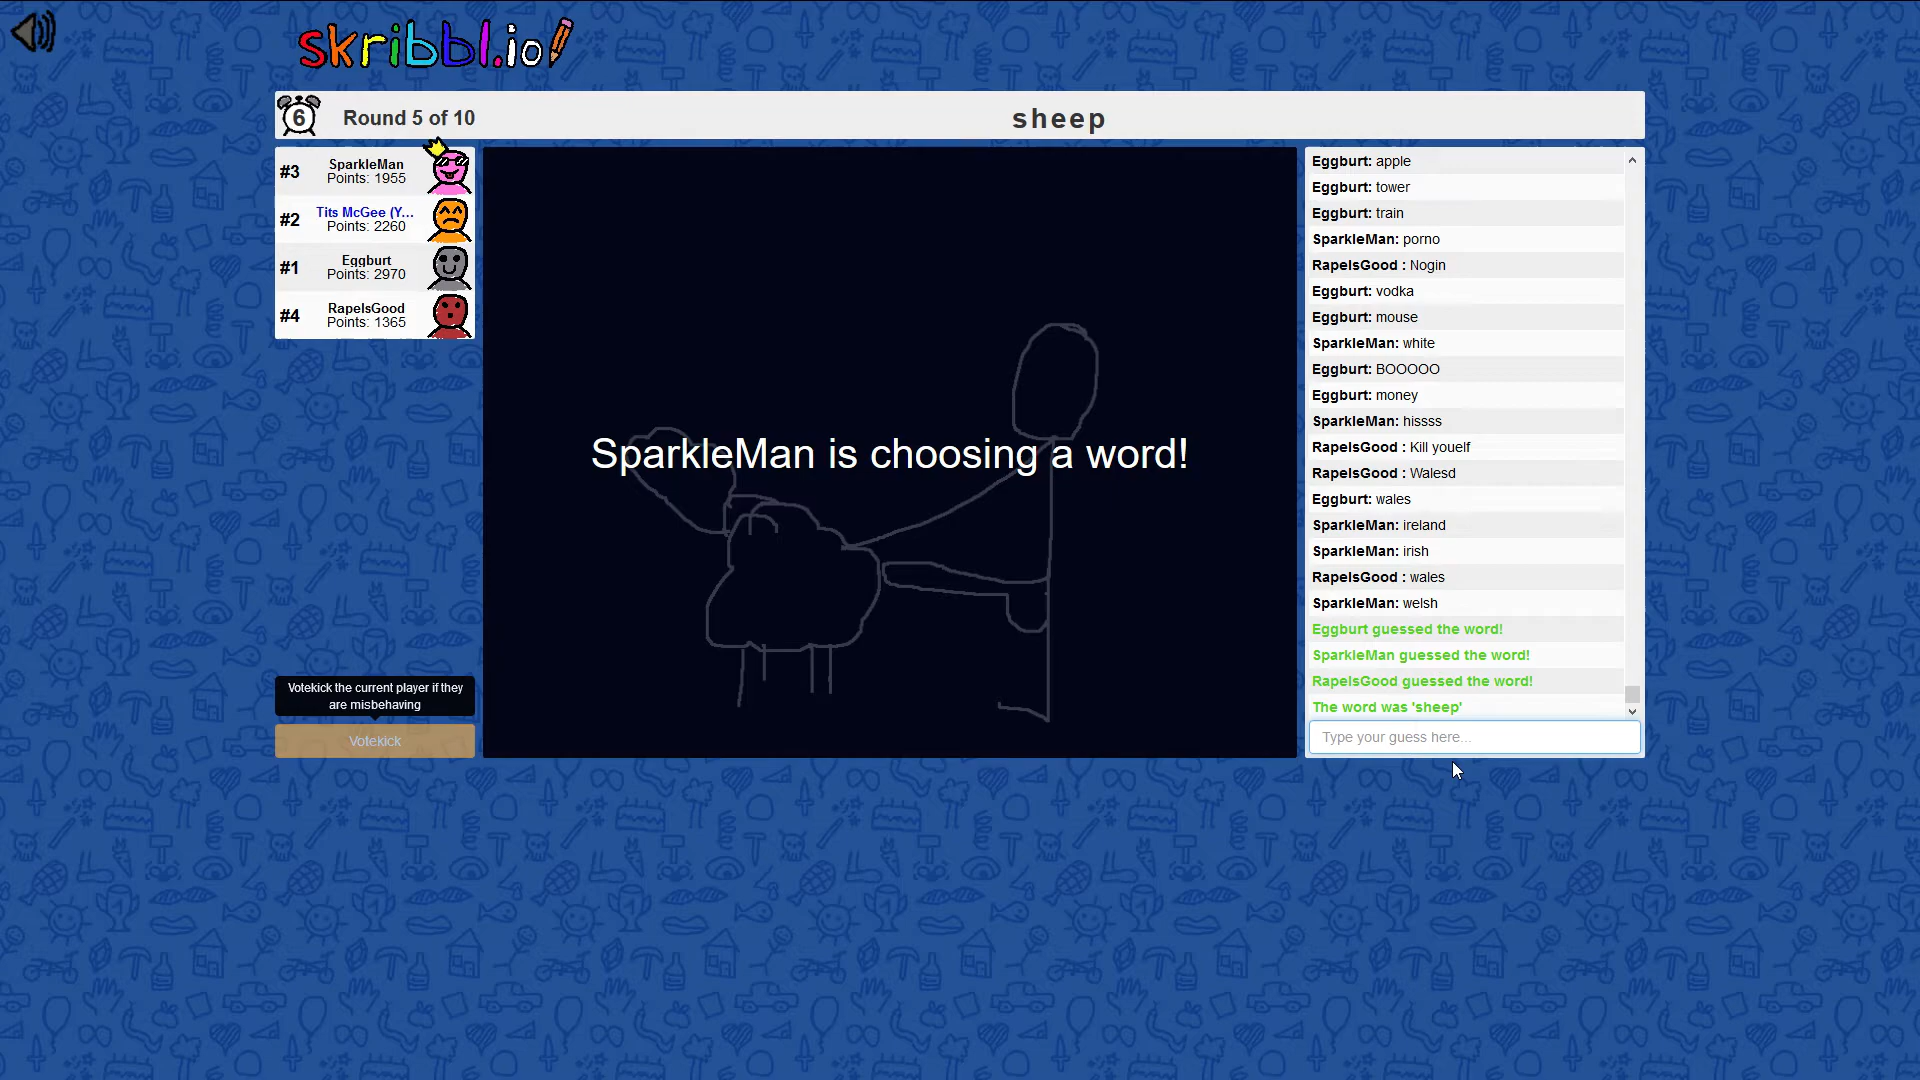 skribbl.io
6
Round 5 of 10
sheep
#3
SparkleMan
Points: 1955
#2
Tits McGee (Y...
Points: 2260
#1
Eggburt
Points: 2970
#4
RapeIsGood
Points: 1365
Votekick the current player if they
are misbehaving
Votekick
SparkleMan is choosing a word!
Eggburt: apple
Eggburt: tower
Eggburt: train
SparkleMan: porno
RapeIsGood : Nogin
Eggburt: vodka
Eggburt: mouse
SparkleMan: white
Eggburt: BOOOOO
Eggburt: money
SparkleMan: hissss
RapeIsGood : Kill youelf
RapeIsGood : Walesd
Eggburt: wales
SparkleMan: ireland
SparkleMan: irish
RapeIsGood : wales
SparkleMan: welsh
Eggburt guessed the word!
SparkleMan guessed the word!
RapeIsGood guessed the word!
The word was 'sheep'
Type your guess here...